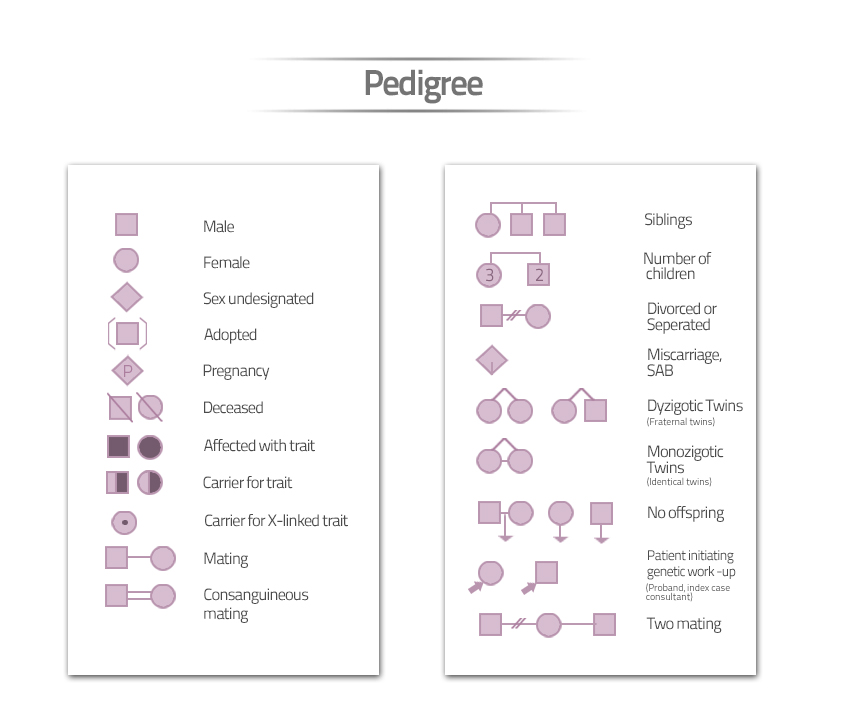 Pedigree
Male
Female
Sex undesignated
Adopted
P
Pregnancy
Deceased
Affected with trait
Carrier for trait
Carrier for X-linked trait
Mating
Consanguineous
mating
Siblings
3 2
Number of
children
Divorced or
Seperated
Miscarriage,
SAB
Dyzigotic Twins
(Fraternal twins)
Monozigotic
Twins
(Identical twins)
No offspring
Patient initiating
genetic work-up
(Proband, index case
consultant)
Two mating